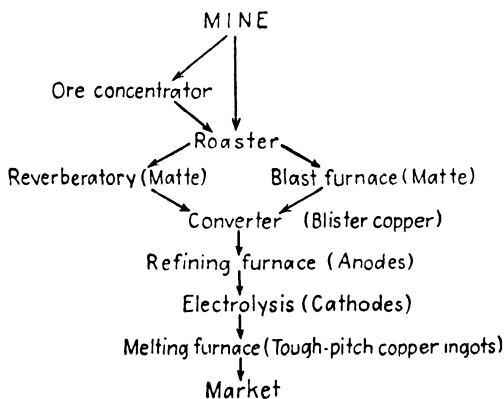 MINE
Ore concentrator
Roaster
Reverberatory (Matte) Blast furnace (Matte)
Converter (Blister copper)
Refining furnace (Anodes)
Electrolysis (Cathodes)
Melting furnace (Tough-pitch copper ingots)
Market